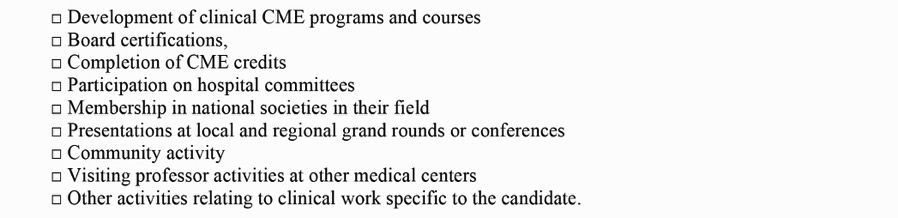 □ Development of clinical CME programs and courses
□ Board certifications,
□ Completion of CME credits
□ Participation on hospital committees
□ Membership in national societies in their field
□ Presentations at local and regional grand rounds or conferences
□ Community activity
□ Visiting professor activities at other medical centers
□ Other activities relating to clinical work specific to the candidate.